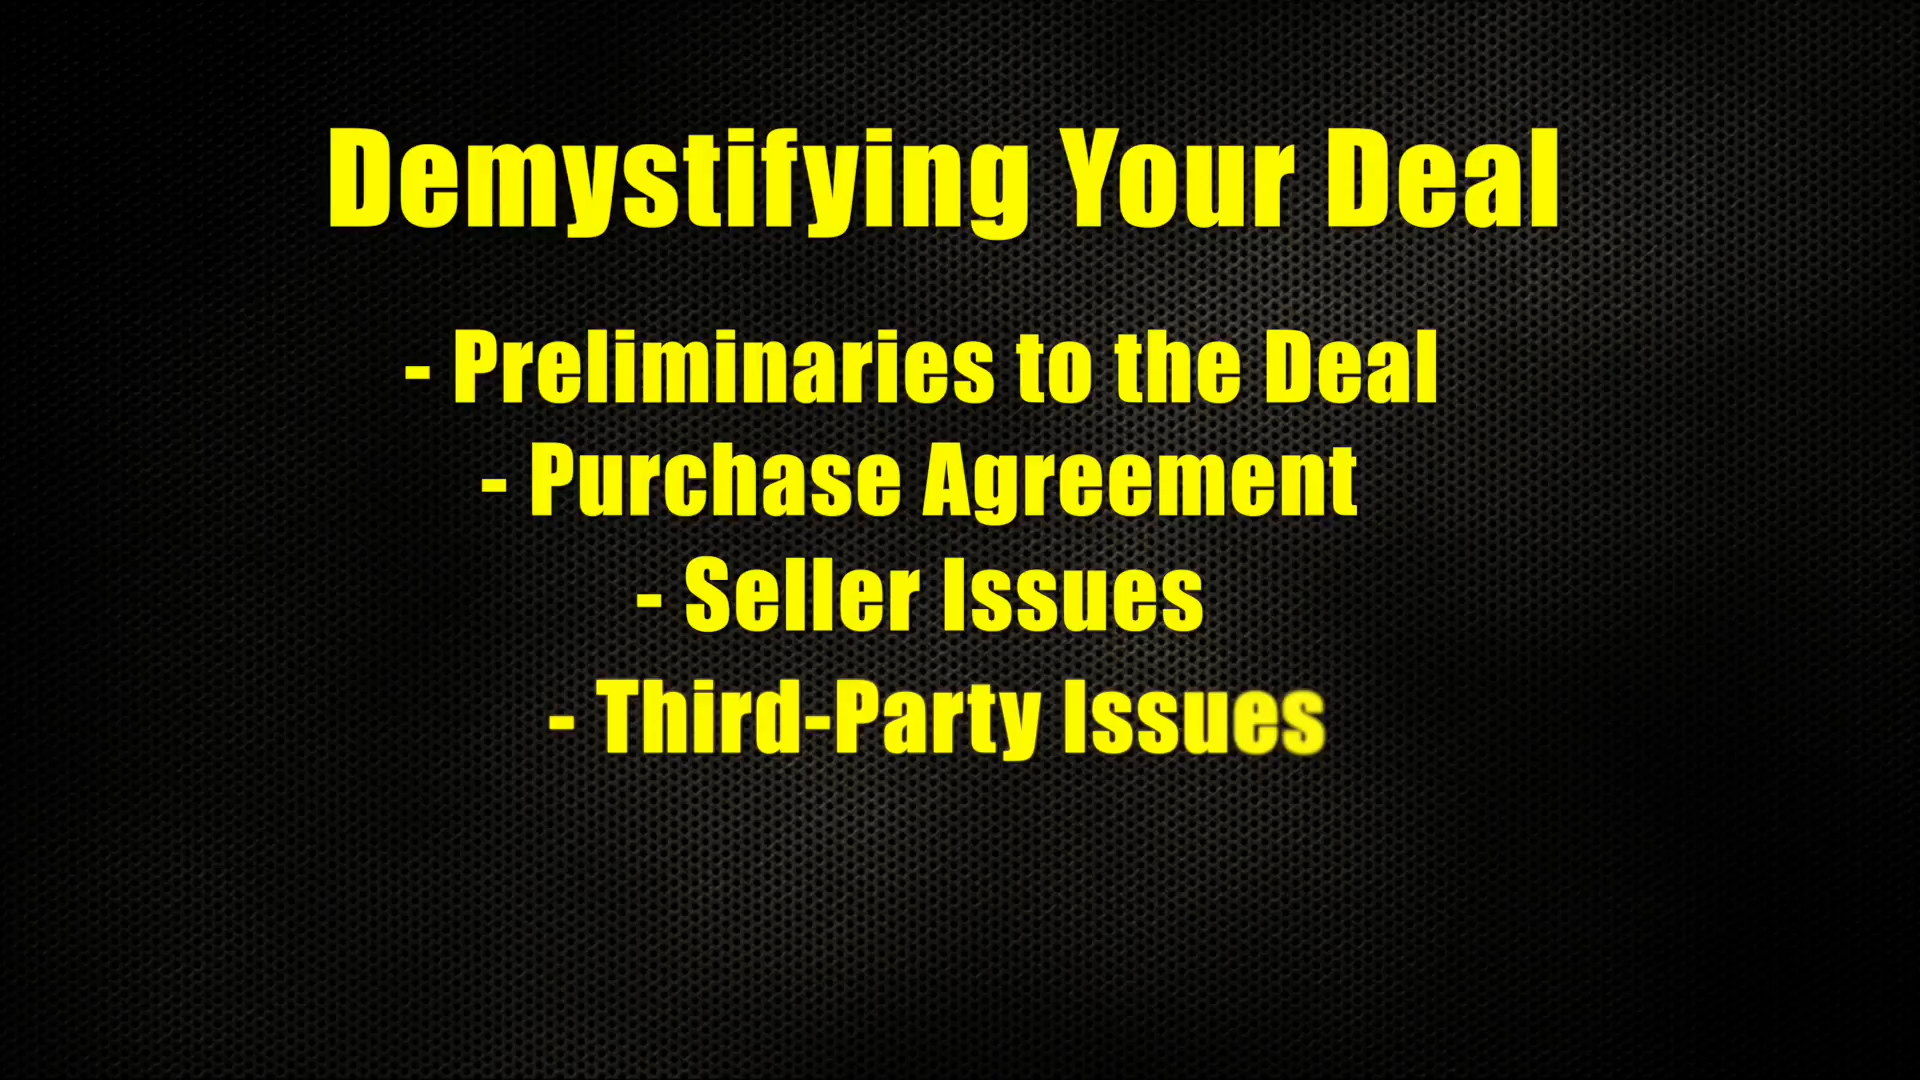 Demystifying Your Deal
- Preliminaries to the Deal
- Purchase Agreement
- Seller Issues
- Third-Party Issues